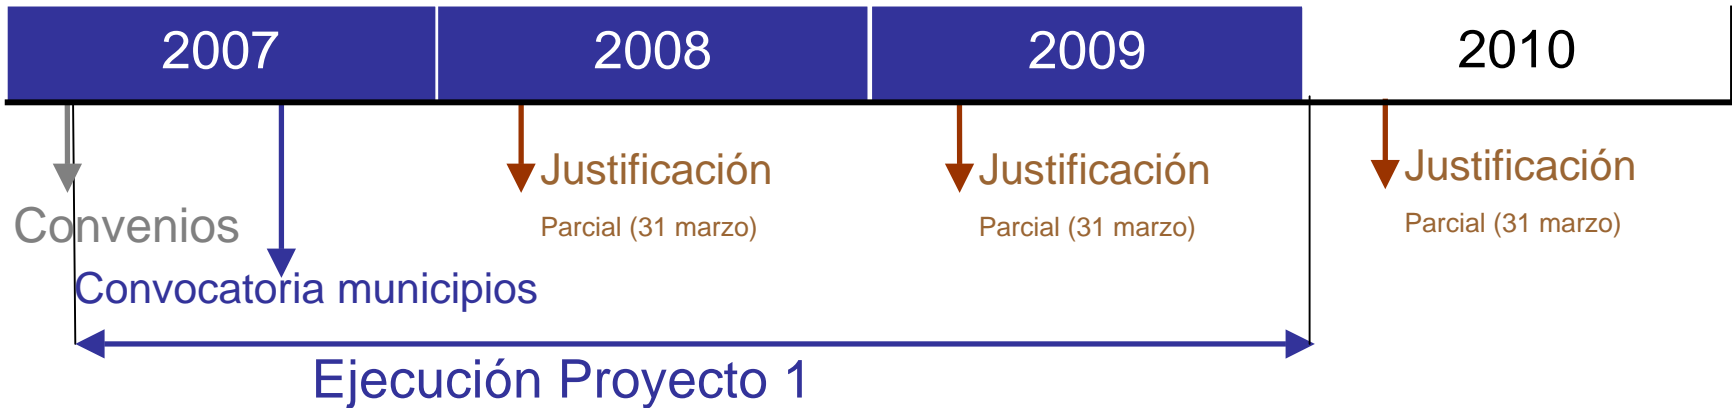 2007
2008
2009
2010
Justificación
Parcial (31 marzo)
Justificación
Parcial (31 marzo)
Justificación
Parcial (31 marzo)
Convenios
Convocatoria municipios
Ejecución Proyecto 1